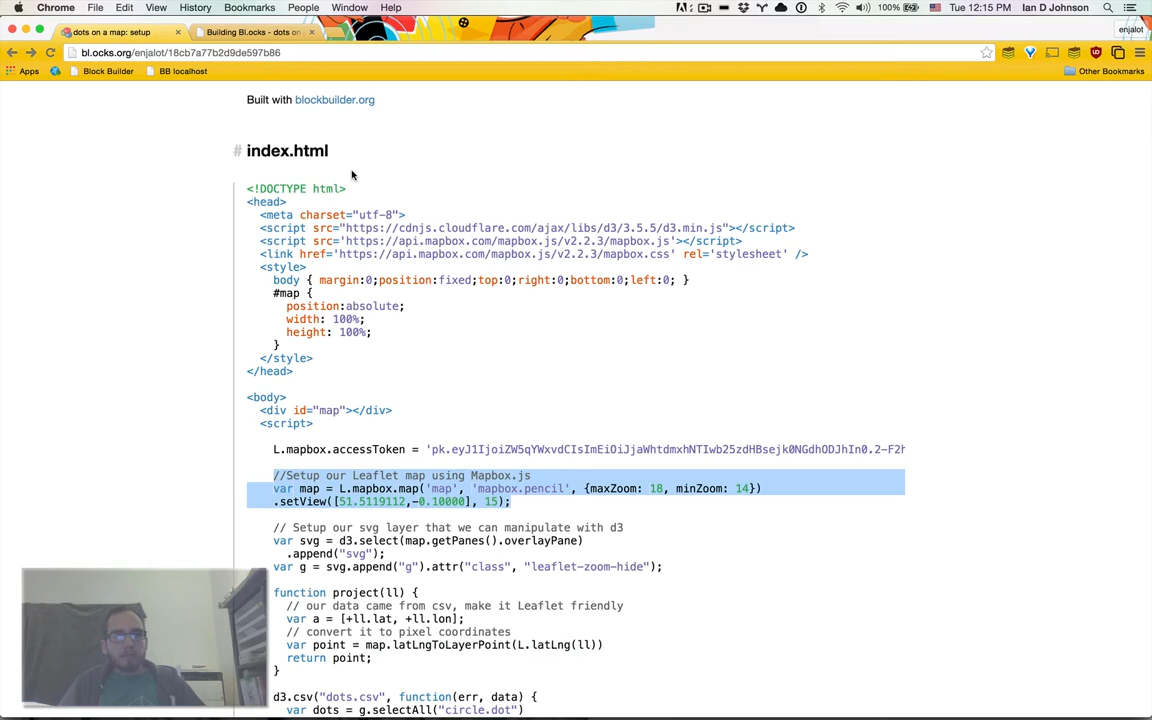 Chrome File Edit View History Bookmarks People Window Help 100% Tue 12:15 PM Ian D Johnson
dots on a map: setup Building Bl.ocks - dots on enjalot
bl.ocks.org/enjalot/18cb7a77b2d9de597b86
Apps Block Builder BB localhost Other Bookmarks
Built with blockbuilder.org
# index.html
<!DOCTYPE html>
<head>
<meta charset="utf-8">
<script src="https://cdnjs.cloudflare.com/ajax/libs/d3/3.5.5/d3.min.js"></script>
<script src='https://api.mapbox.com/mapbox.js/v2.2.3/mapbox.js'></script>
<link href='https://api.mapbox.com/mapbox.js/v2.2.3/mapbox.css' rel='stylesheet' />
<style>
body { margin:0;position:fixed;top:0;right:0;bottom:0;left:0; }
#map {
position:absolute;
width: 100%;
height: 100%;
}
</style>
</head>
<body>
<div id="map"></div>
<script>
L.mapbox.accessToken =
//Setup our Leaflet map using Mapbox.js
var map = L.mapbox.map('map', 'mapbox.pencil', {maxZoom: 18, minZoom: 14})
.setView([51.5119112,-0.10000], 15);
// Setup our svg layer that we can manipulate with d3
var svg = d3.select(map.getPanes().overlayPane)
.append("svg");
var g = svg.append("g").attr("class", "leaflet-zoom-hide");
function project(ll) {
// our data came from csv, make it Leaflet friendly
var a = [+ll.lat, +ll.lon];
// convert it to pixel coordinates
var point = map.latLngToLayerPoint(L.latLng(ll))
return point;
}
d3.csv("dots.csv", function(err, data) {
var dots = g.selectAll("circle.dot")